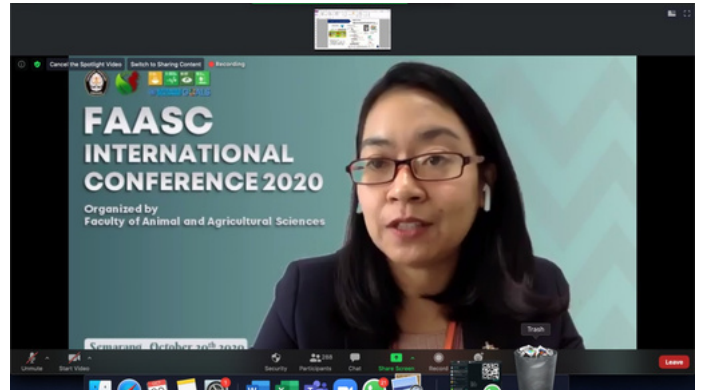 Cancel the Spotlight Video
Switch to Sharing Content
Recording
FAASC
INTERNATIONAL
CONFERENCE 2020
Organized by
Faculty of Animal and Agricultural Sciences
Semarang, October 20th 2020
Trash
Unmute
Start Video
Security
Participants
268
Chat
Share Screen
Record
Leave